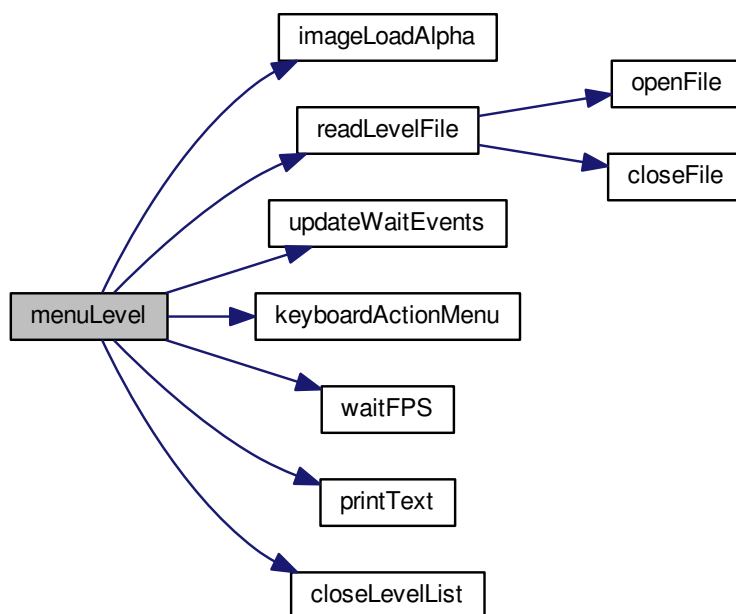 imageLoadAlpha
openFile
readLevelFile
closeFile
updateWaitEvents
menuLevel
keyboardActionMenu
waitFPS
printText
closeLevelList